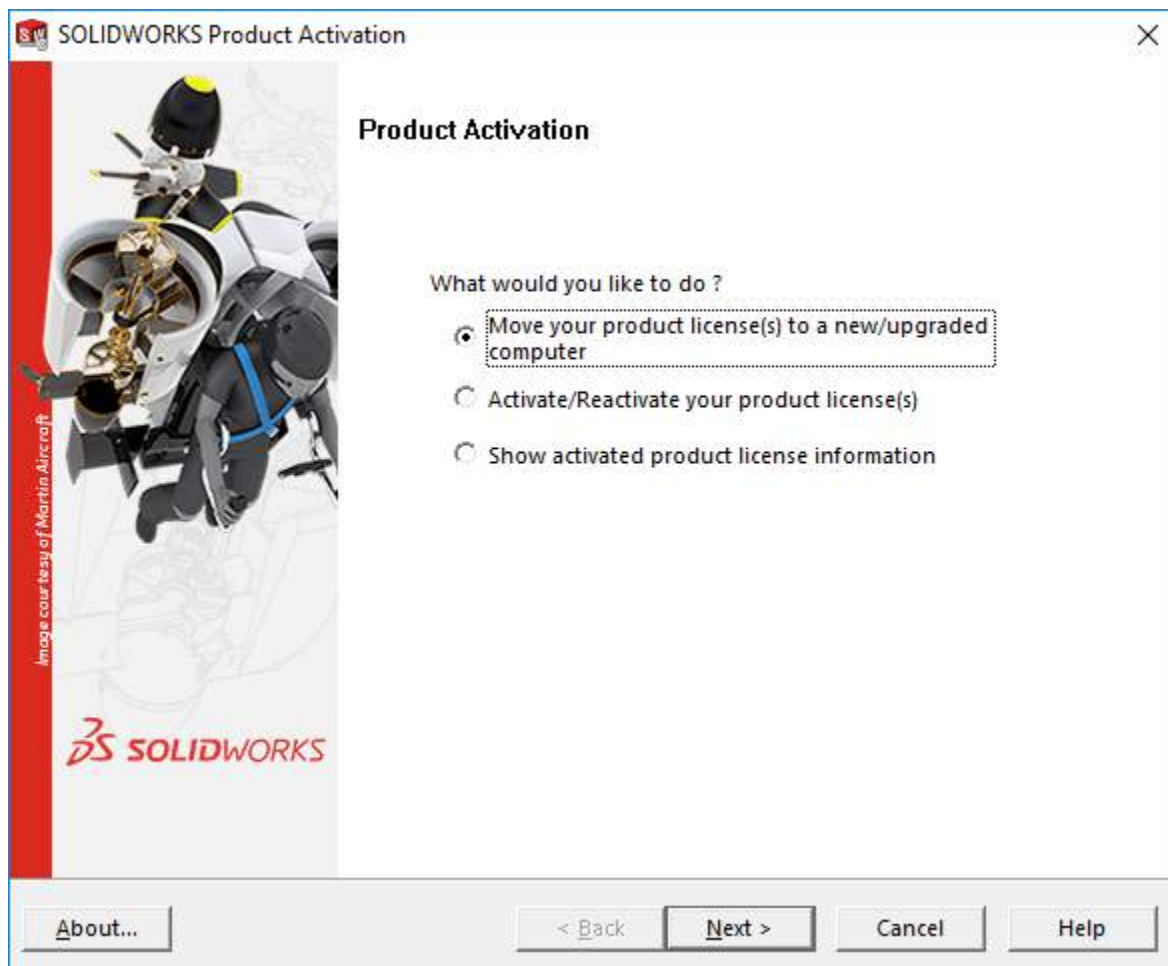 SOLIDWORKS Product Activation
Product Activation
What would you like to do ?
Move your product license(s) to a new/upgraded
computer
Activate/Reactivate your product license(s)
Show activated product license information
Image courtesy of Martin Aircraft
SOLIDWORKS
About...
< Back
Next >
Cancel
Help